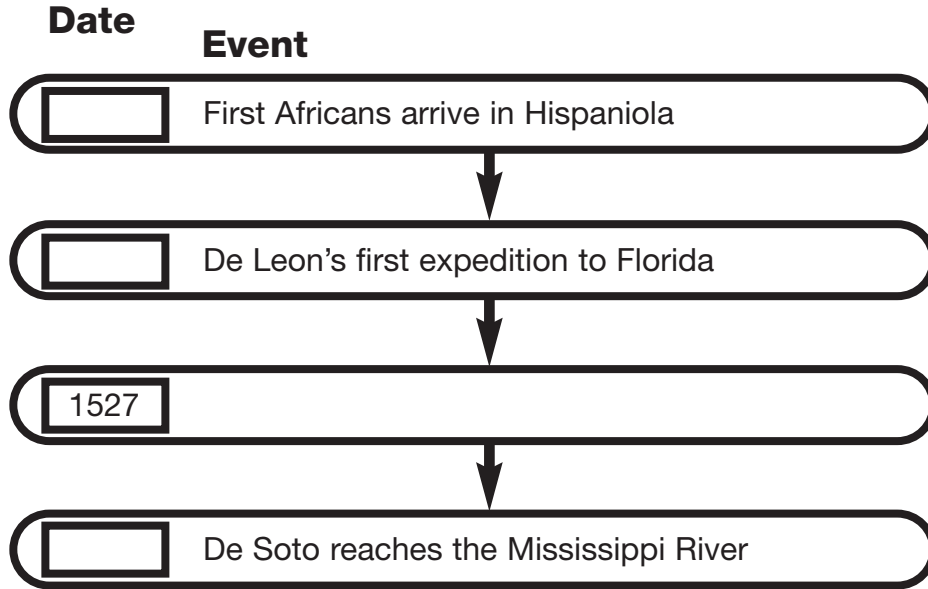 Date
Event
First Africans arrive in Hispaniola
De Leon’s first expedition to Florida
1527
De Soto reaches the Mississippi River